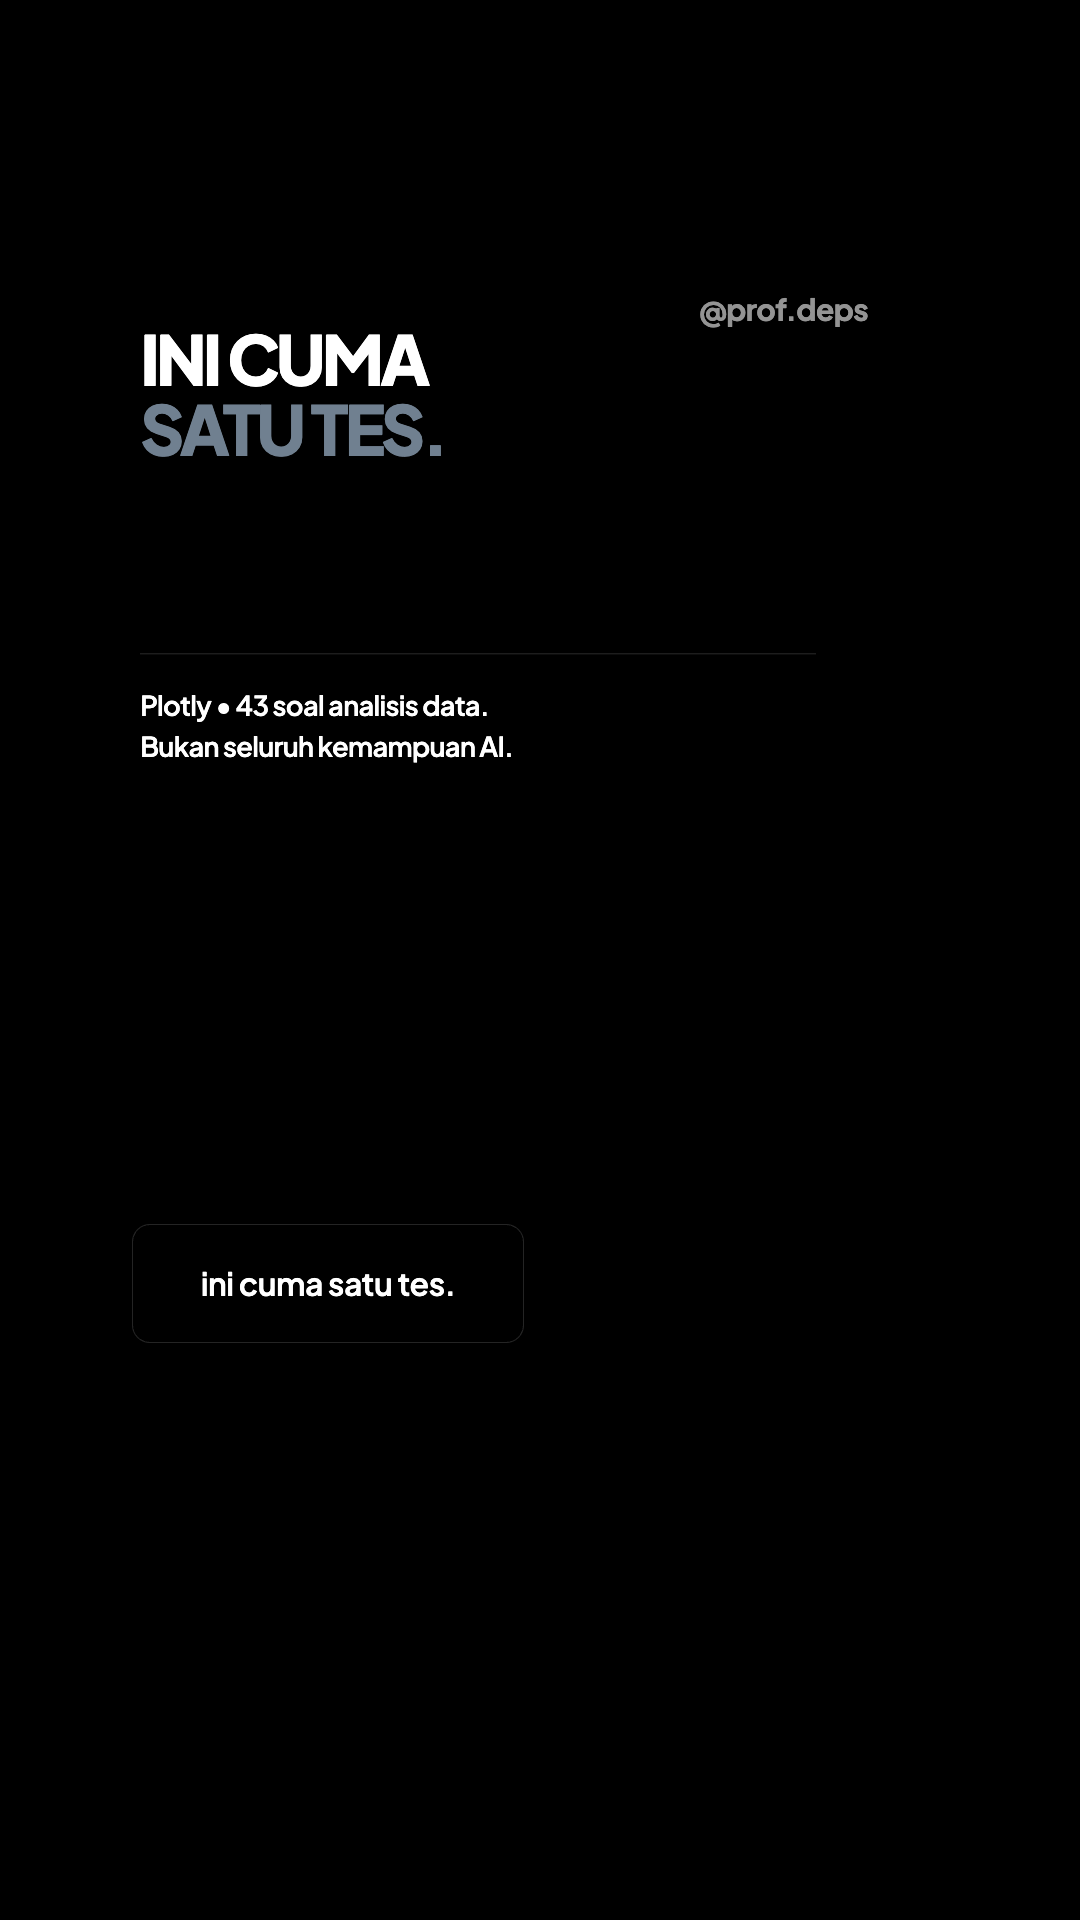 @prof.deps
INI CUMA
SATU TES.
Plotly • 43 soal analisis data.
Bukan seluruh kemampuan AI.
ini cuma satu tes.